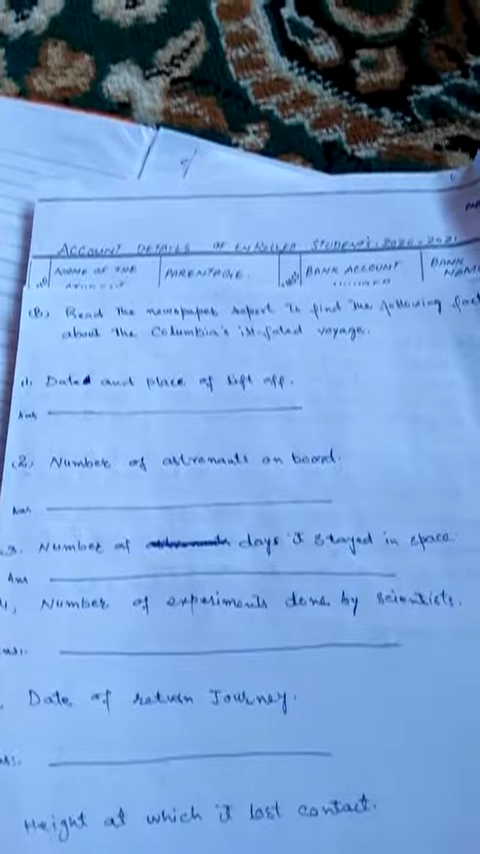 ACCOUNT DETAILS OF ENROLLED STUDENTS: 2020-2021
NAME OF THE PARENTAGE BANK ACCOUNT BANK
NUMBER NAME
(B) Read the newspaper report to find the following
about the Columbia's ill-fated voyage.
(1) Date and place of lift off.
Ans
(2) Number of astronauts on board.
Ans.
3. Number of days it stayed in space.
Ans
4, Number of experiments done by scientists.
Ans:
Date of return Journey.
Height at which it lost contact.